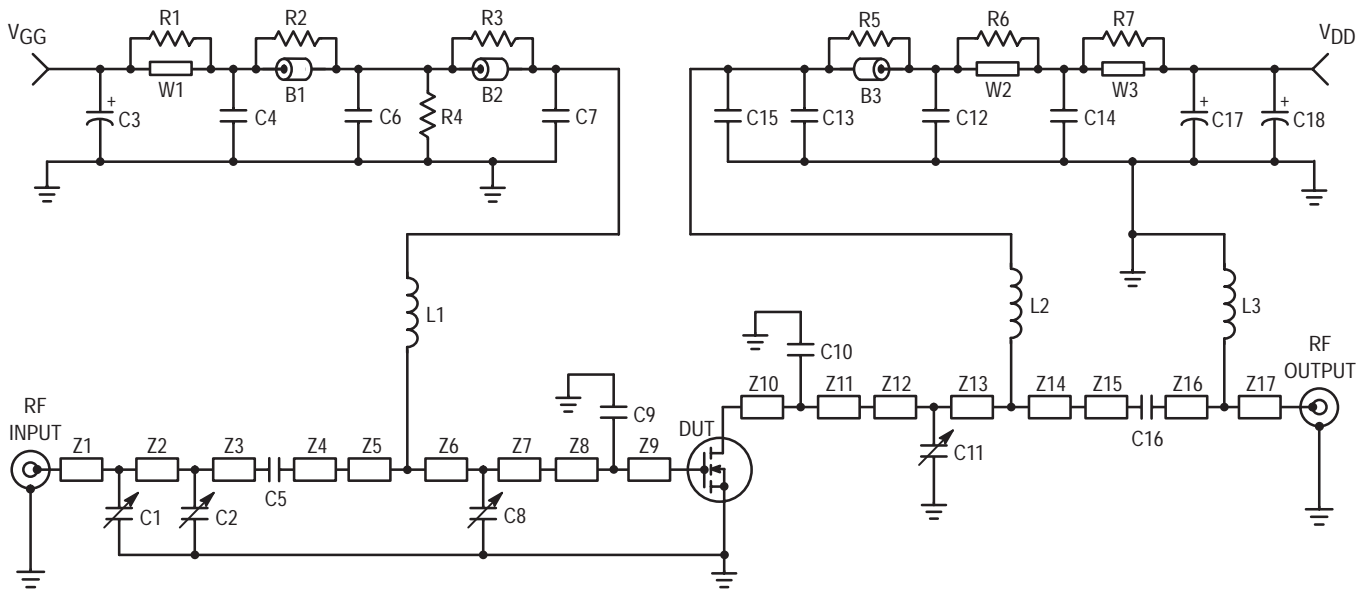 R1 R2 R3 R5 R6 R7
VGG VDD
W1 B1 B2 B3 W2 W3
+ + +
C3 C4 C6 R4 C7 C15 C13 C12 C14 C17 C18
L1 L2 L3
C10
RF
OUTPUT
Z10 Z11 Z12 Z13 Z14 Z15 Z16 Z17
C9
RF
INPUT
DUT
C11 C16
Z1 Z2 Z3 Z4 Z5 Z6 Z7 Z8 Z9
C5
C1 C2 C8